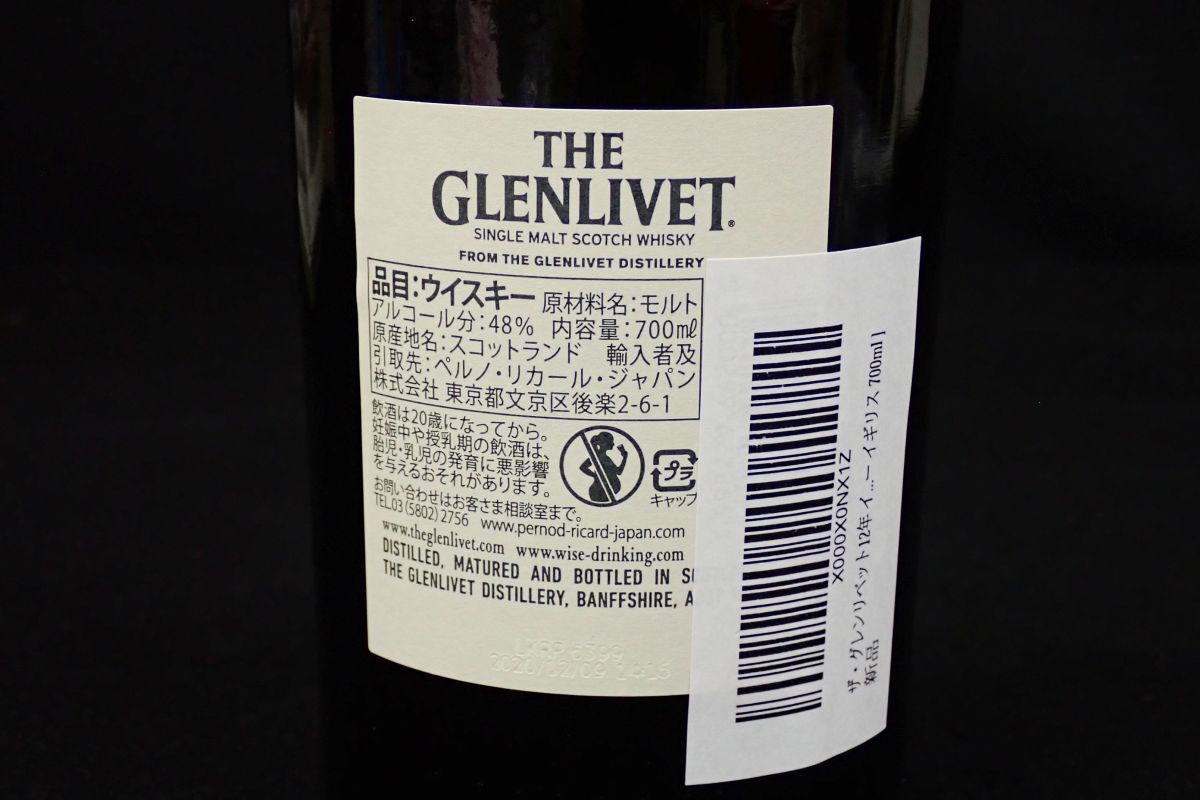 THE
GLENLIVET®
SINGLE MALT SCOTCH WHISKY
FROM THE GLENLIVET DISTILLERY
品目:ウイスキー 原材料名:モルト
アルコール分:48% 内容量:700ml
原産地名:スコットランド 輸入者及
引取先:ペルノ・リカール・ジャパン
株式会社 東京都文京区後楽2-6-1
飲酒は20歳になってから。
妊娠中や授乳期の飲酒は、
胎児・乳児の発育に悪影響
を与えるおそれがあります。
プラ
キャップ
お問い合わせはお客さま相談室まで。
TEL.03(5802)2756 www.pernod-ricard-japan.com
www.theglenlivet.com www.wise-drinking.com
DISTILLED, MATURED AND BOTTLED IN
THE GLENLIVET DISTILLERY, BANFFSHIRE,
2020/02/09 14:15
X000X0NX1Z
ザ・グレンリベット12年 イ...ー イギリス 700ml ]
新品